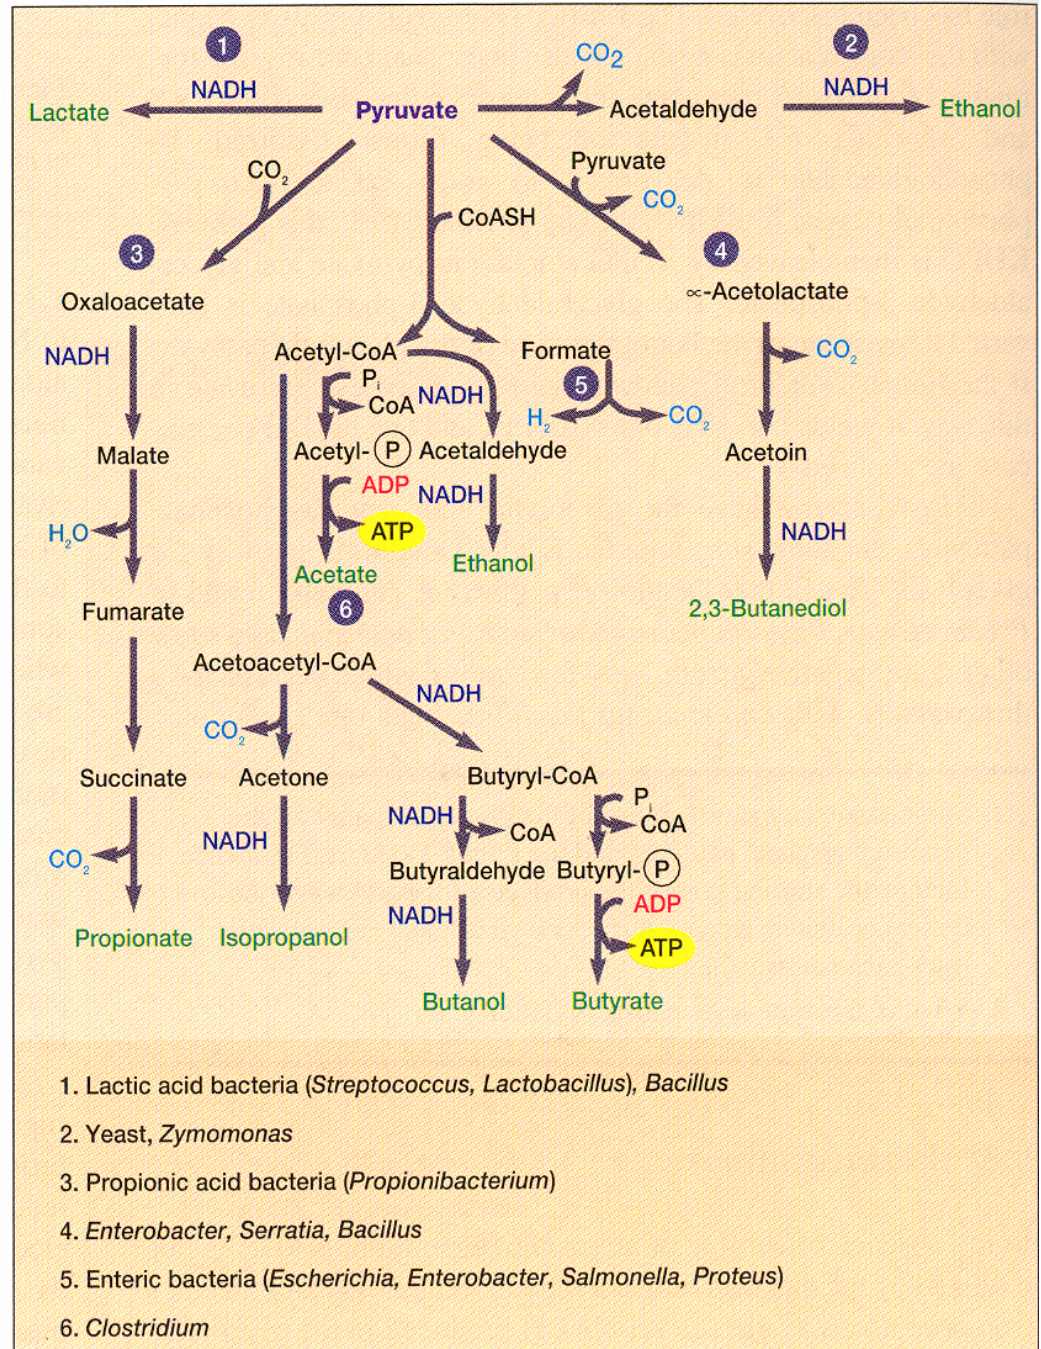 1
2
CO2
NADH
NADH
Lactate
Pyruvate
Acetaldehyde
Ethanol
CO2
Pyruvate
CO2
CoASH
3
4
Oxaloacetate
∝-Acetolactate
NADH
Acetyl-CoA
Formate
CO2
Pi
5
CoA
NADH
H2
CO2
Malate
Acetyl-P
Acetaldehyde
Acetoin
ADP
NADH
H2O
ATP
NADH
Acetate
Ethanol
Fumarate
6
2,3-Butanediol
Acetoacetyl-CoA
NADH
CO2
Succinate
Acetone
Butyryl-CoA
Pi
NADH
CoA
CoA
NADH
CO2
Butyraldehyde
Butyryl-P
NADH
ADP
Propionate
Isopropanol
ATP
Butanol
Butyrate
1. Lactic acid bacteria (Streptococcus, Lactobacillus), Bacillus
2. Yeast, Zymomonas
3. Propionic acid bacteria (Propionibacterium)
4. Enterobacter, Serratia, Bacillus
5. Enteric bacteria (Escherichia, Enterobacter, Salmonella, Proteus)
6. Clostridium